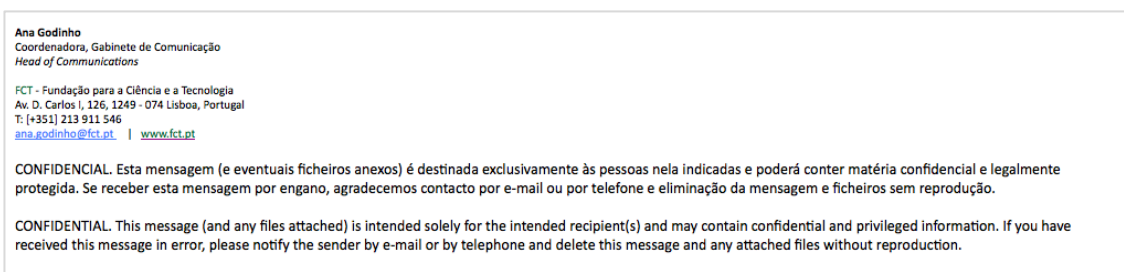 Ana Godinho
Coordenadora, Gabinete de Comunicação
Head of Communications
FCT - Fundação para a Ciência e a Tecnologia
Av. D. Carlos I, 126, 1249 - 074 Lisboa, Portugal
T: [+351] 213 911 546
ana.godinho@fct.pt | www.fct.pt
CONFIDENCIAL. Esta mensagem (e eventuais ficheiros anexos) é destinada exclusivamente às pessoas nela indicadas e poderá conter matéria confidencial e legalmente
protegida. Se receber esta mensagem por engano, agradecemos contacto por e-mail ou por telefone e eliminação da mensagem e ficheiros sem reprodução.
CONFIDENTIAL. This message (and any files attached) is intended solely for the intended recipient(s) and may contain confidential and privileged information. If you have
received this message in error, please notify the sender by e-mail or by telephone and delete this message and any attached files without reproduction.